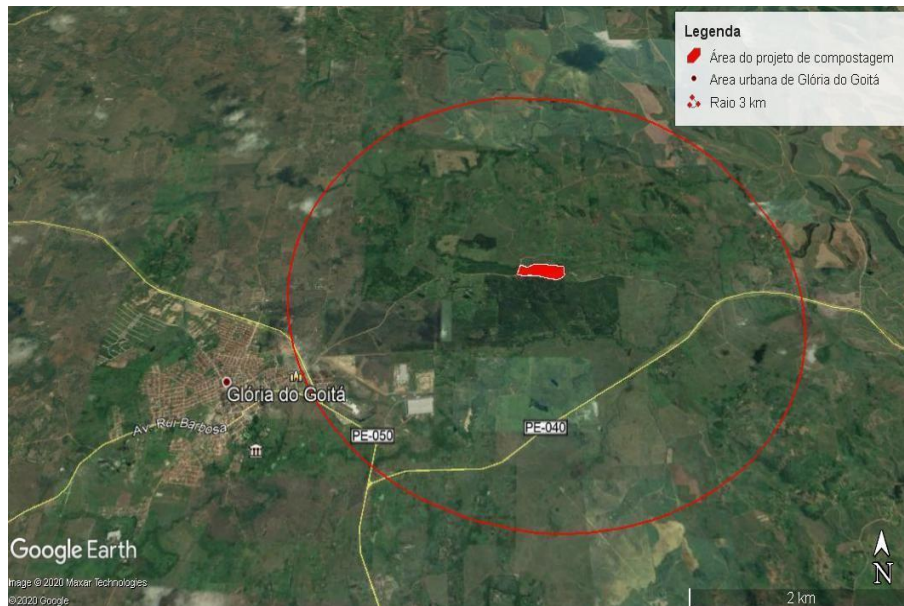 Legenda
Área do projeto de compostagem
Area urbana de Glória do Goitá
Raio 3 km
Glória do Goitá
Av. Rui Barbosa
PE-050
PE-040
Google Earth
Image © 2020 Maxar Technologies
©2020 Google
N
2 km